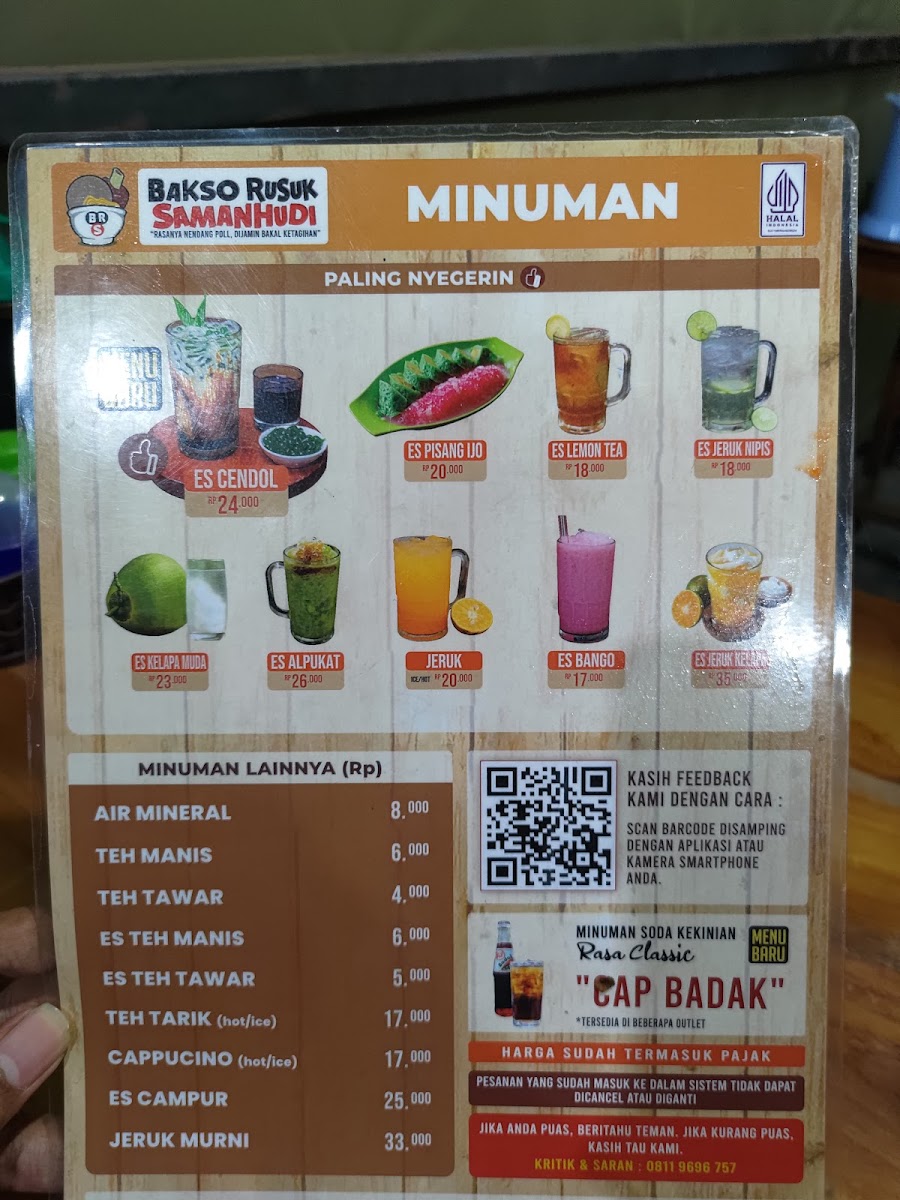 BRS
BAKSO RUSUK
SAMANHUDI
"RASANYA NENDANG POLL, DIJAMIN BAKAL KETAGIHAN"
MINUMAN
HALAL
INDONESIA
PALING NYEGERIN
MENU
BARU
ES CENDOL
RP 24.000
ES PISANG IJO
RP 20.000
ES LEMON TEA
RP 18.000
ES JERUK NIPIS
RP 18.000
ES KELAPA MUDA
RP 23.000
ES ALPUKAT
RP 26.000
JERUK
ICE/HOT RP 20.000
ES BANGO
RP 17.000
ES JERUK KELAPA
RP 35.000
MINUMAN LAINNYA (Rp)
AIR MINERAL 8.000
TEH MANIS 6.000
TEH TAWAR 4.000
ES TEH MANIS 6.000
ES TEH TAWAR 5.000
TEH TARIK (hot/ice) 17.000
CAPPUCINO (hot/ice) 17.000
ES CAMPUR 25.000
JERUK MURNI 33.000
KASIH FEEDBACK
KAMI DENGAN CARA :
SCAN BARCODE DISAMPING
DENGAN APLIKASI ATAU
KAMERA SMARTPHONE
ANDA.
MINUMAN SODA KEKINIAN
Rasa Classic
MENU
BARU
"CAP BADAK"
*TERSEDIA DI BEBERAPA OUTLET
HARGA SUDAH TERMASUK PAJAK
PESANAN YANG SUDAH MASUK KE DALAM SISTEM TIDAK DAPAT
DICANCEL ATAU DIGANTI
JIKA ANDA PUAS, BERITAHU TEMAN. JIKA KURANG PUAS,
KASIH TAU KAMI.
KRITIK & SARAN : 0811 9696 757